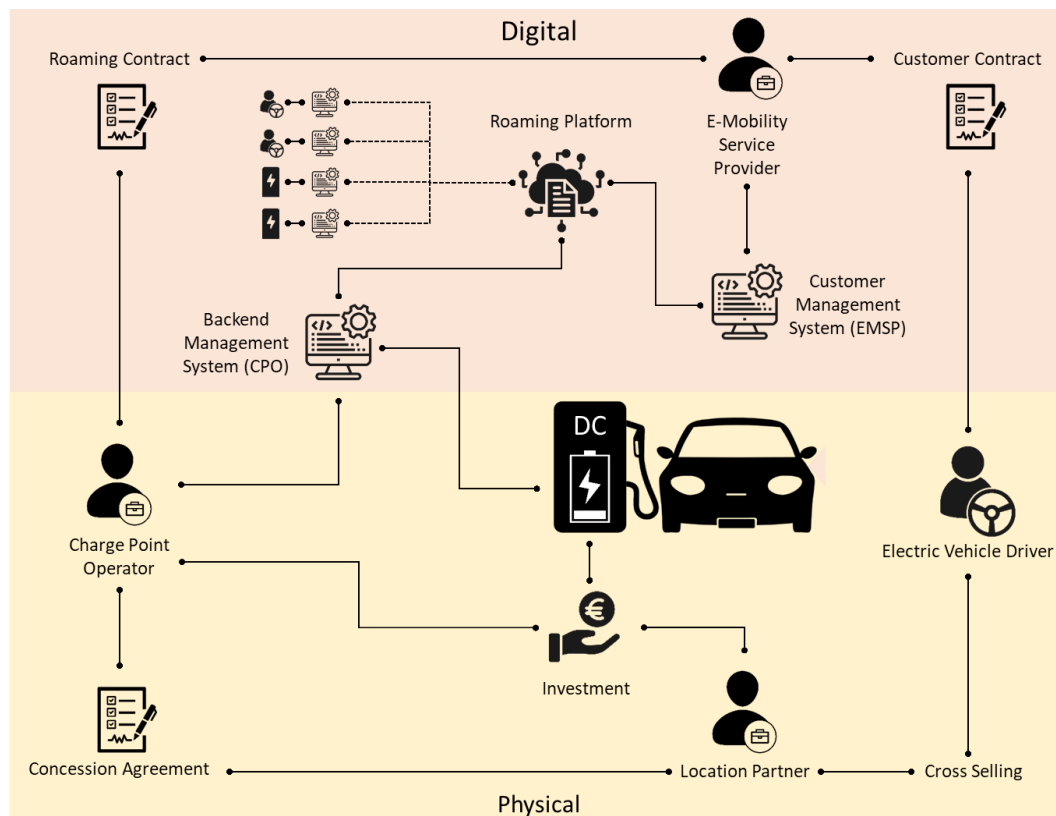 Digital
Roaming Contract
Customer Contract
Roaming Platform
E-Mobility
Service
Provider
</>
Customer
Management
System (EMSP)
Backend
Management
System (CPO)
</>
DC
Charge Point
Operator
Electric Vehicle Driver
€
Investment
Concession Agreement
Location Partner
Cross Selling
Physical